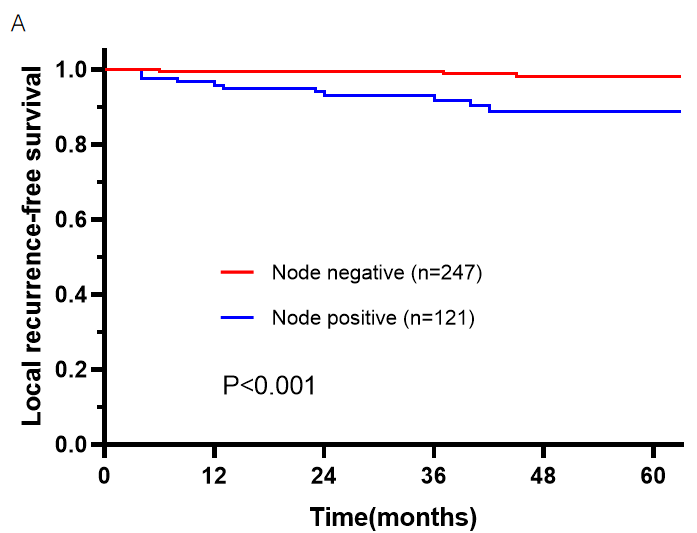 A
Local recurrence-free survival
1.0
0.8
0.6
0.4
0.2
0.0
Node negative (n=247)
Node positive (n=121)
P<0.001
0 12 24 36 48 60
Time(months)